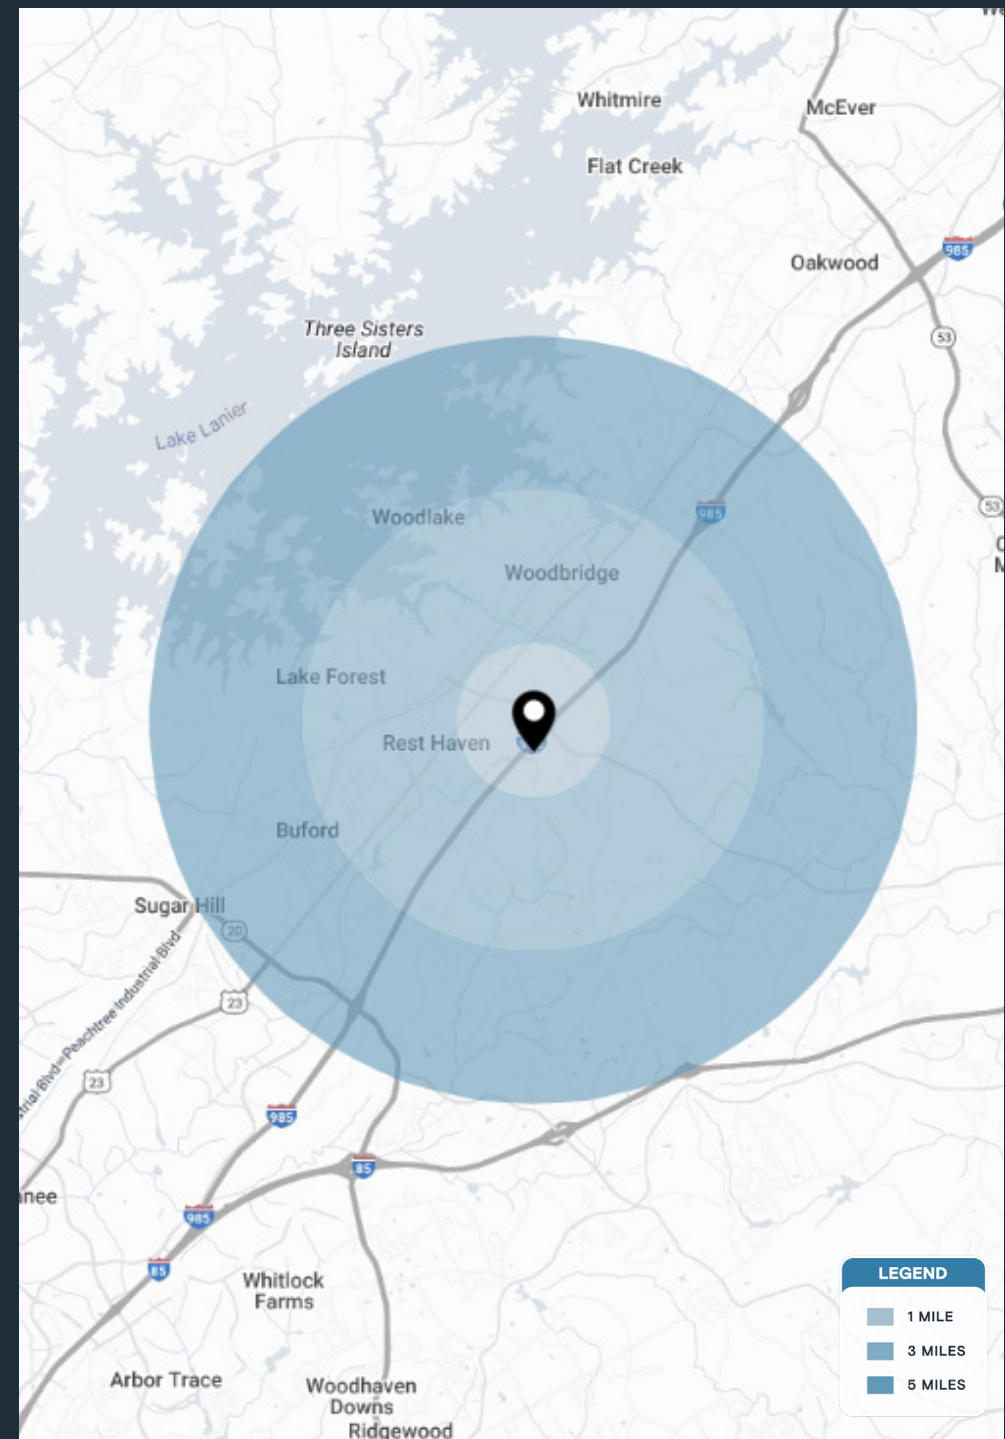 Whitmire
McEver
Flat Creek
985
Oakwood
Three Sisters
Island
53
Lake Lanier
53
985
Woodlake
Woodbridge
Lake Forest
Rest Haven
Buford
Sugar Hill
20
23
Peachtree Industrial Blvd
23
985
85
985
85
Whitlock
Farms
Arbor Trace
Woodhaven
Downs
Ridgewood
LEGEND
1 MILE
3 MILES
5 MILES